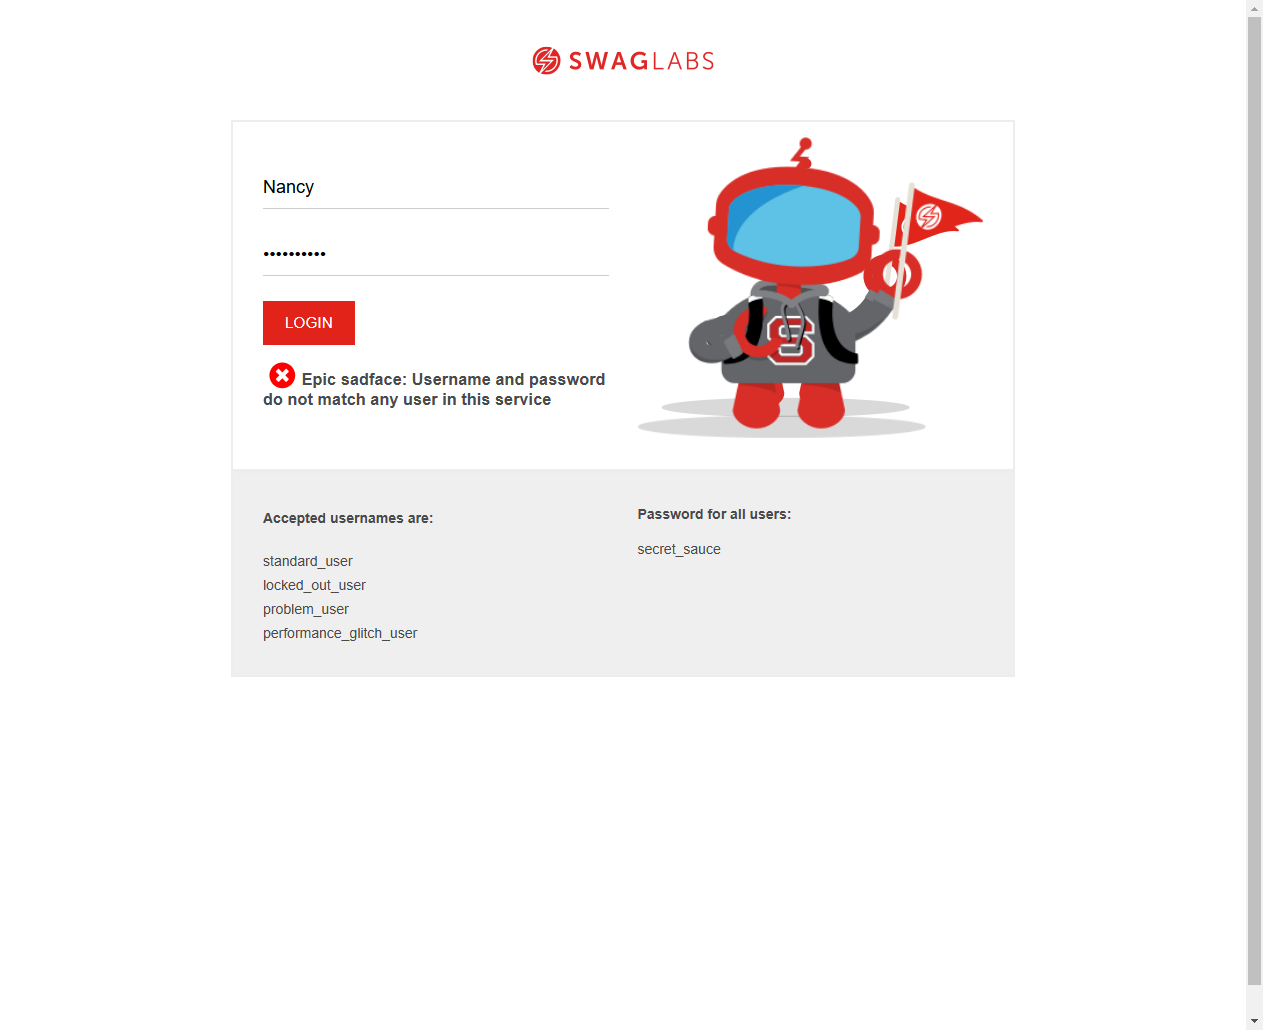 SWAGLABS
Nancy
••••••••••
LOGIN
Epic sadface: Username and password
do not match any user in this service
S
Accepted usernames are:
standard_user
locked_out_user
problem_user
performance_glitch_user
Password for all users:
secret_sauce